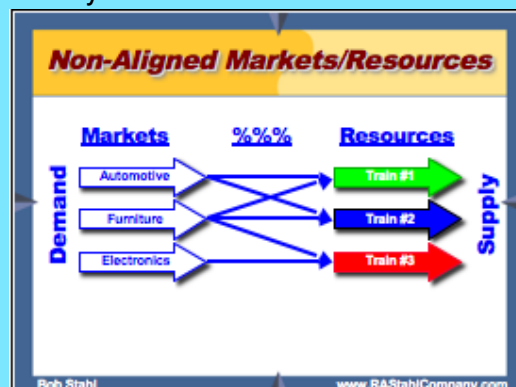 Non-Aligned Markets/Resources
Markets %%% Resources
Demand
Automotive Train #1
Furniture Train #2
Electronics Train #3
Supply
Bob Stahl www.RAStahlCompany.com